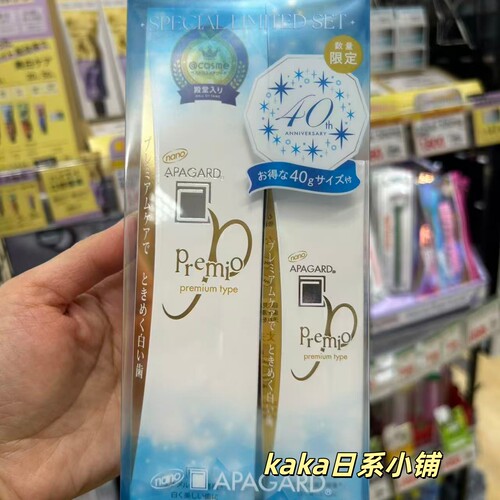 SPECIAL LIMITED SET
@cosme
殿堂入り
数量
限定
40th
ANNIVERSARY
お得な40gサイズ付
nano
APAGARD
premio
premium type
プレミアムケアで ときめく白い歯
nano
APAGARD
premio
premium type
プレミアムケアで ときめく白い歯
kaka日系小铺
nano
APAGARD